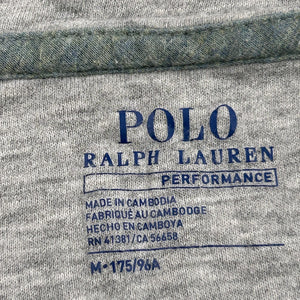 POLO
RALPH LAUREN
PERFORMANCE
MADE IN CAMBODIA
FABRIQUÉ AU CAMBODGE
HECHO EN CAMBOYA
RN 41381/CA 56658
M•175/96A